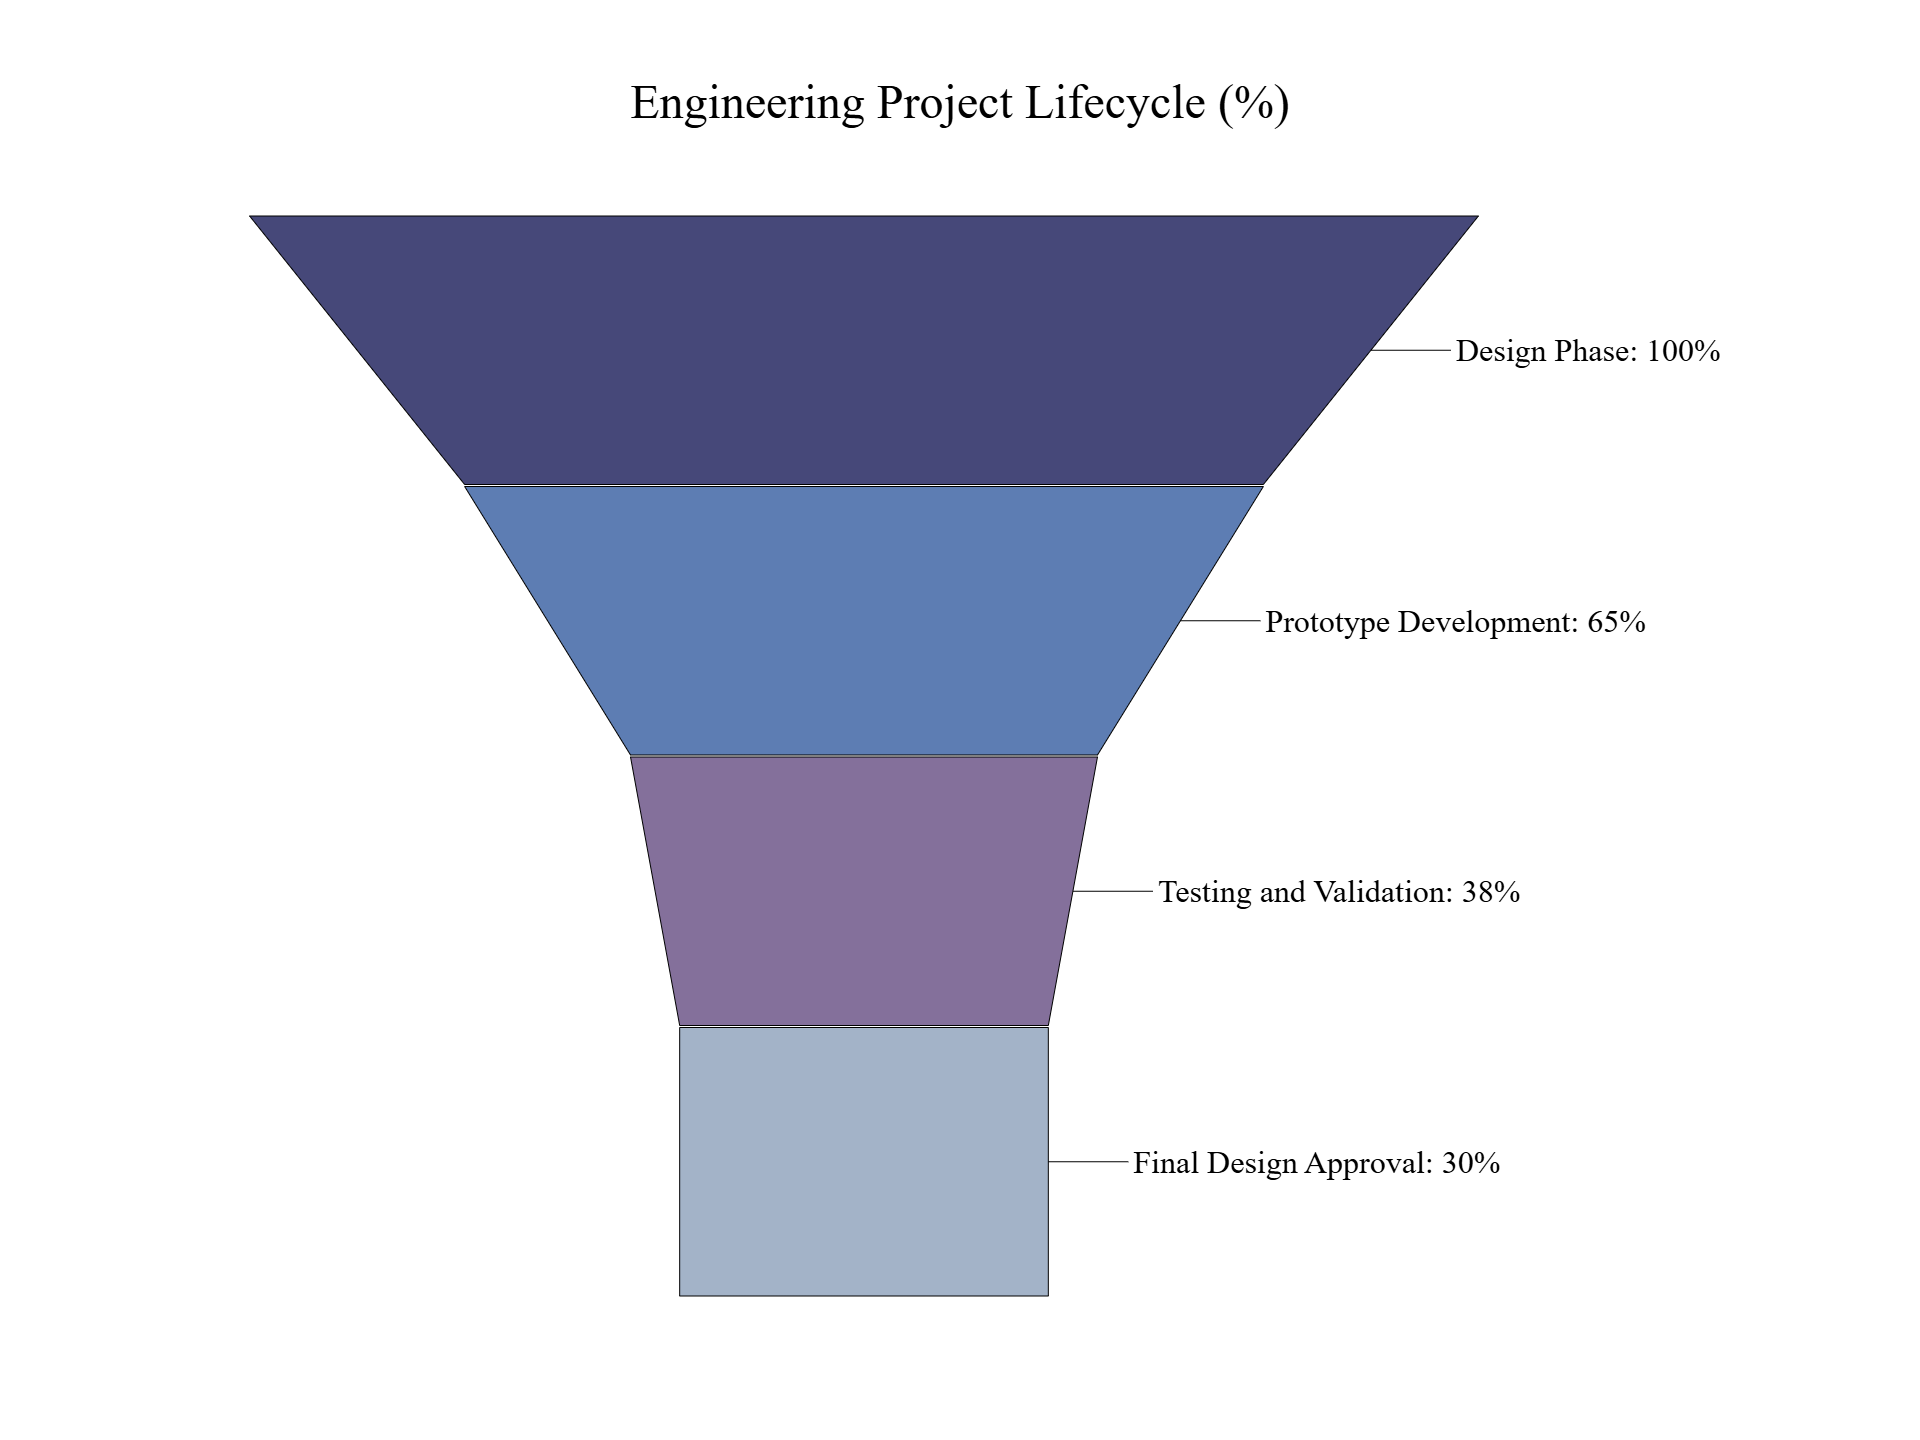 Engineering Project Lifecycle (%)
Design Phase: 100%
Prototype Development: 65%
Testing and Validation: 38%
Final Design Approval: 30%